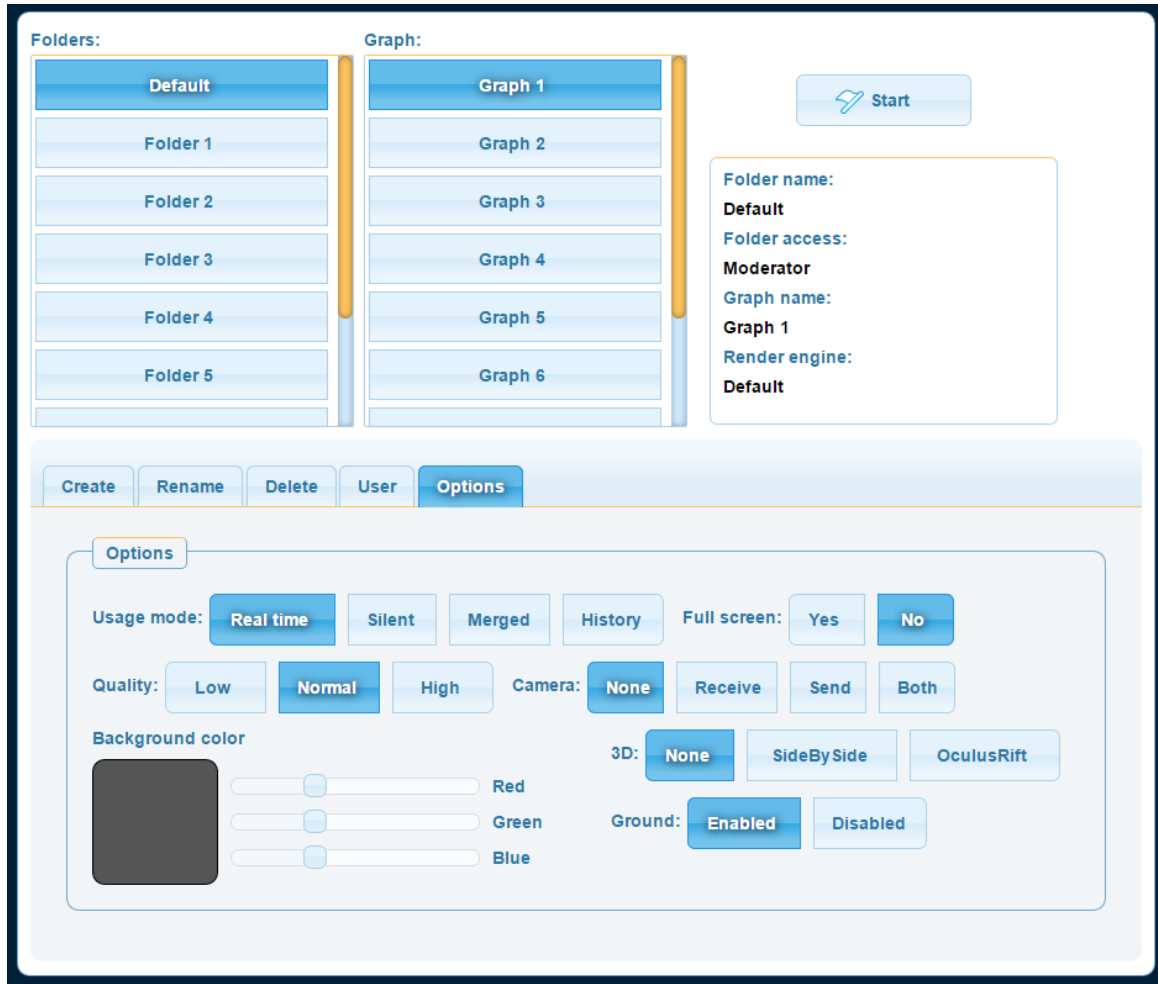 Folders:
Graph:
Default
Folder 1
Folder 2
Folder 3
Folder 4
Folder 5
Graph 1
Graph 2
Graph 3
Graph 4
Graph 5
Graph 6
Start
Folder name:
Default
Folder access:
Moderator
Graph name:
Graph 1
Render engine:
Default
Create Rename Delete User Options
Options
Usage mode: Real time Silent Merged History Full screen: Yes No
Quality: Low Normal High Camera: None Receive Send Both
Background color
Red
Green
Blue
3D: None SideBySide OculusRift
Ground: Enabled Disabled